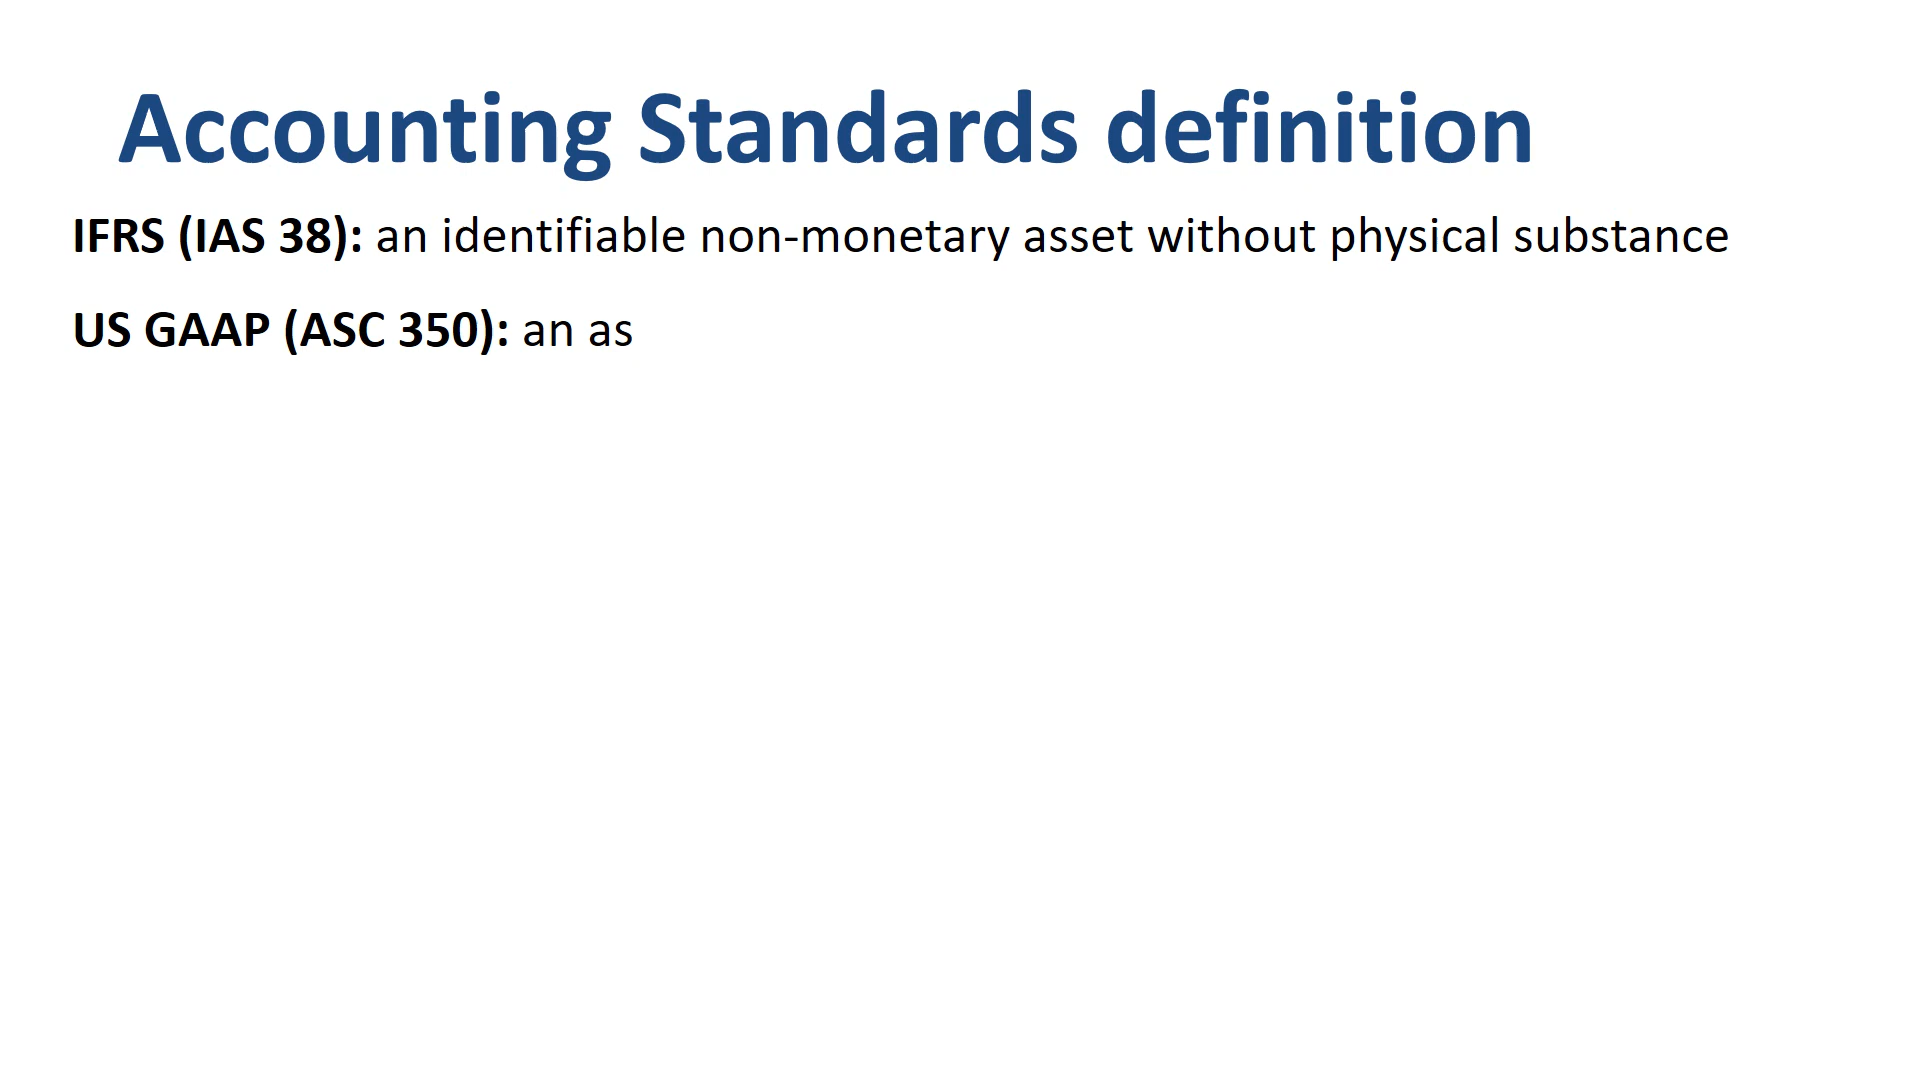 Accounting Standards definition
IFRS (IAS 38): an identifiable non-monetary asset without physical substance
US GAAP (ASC 350): an as